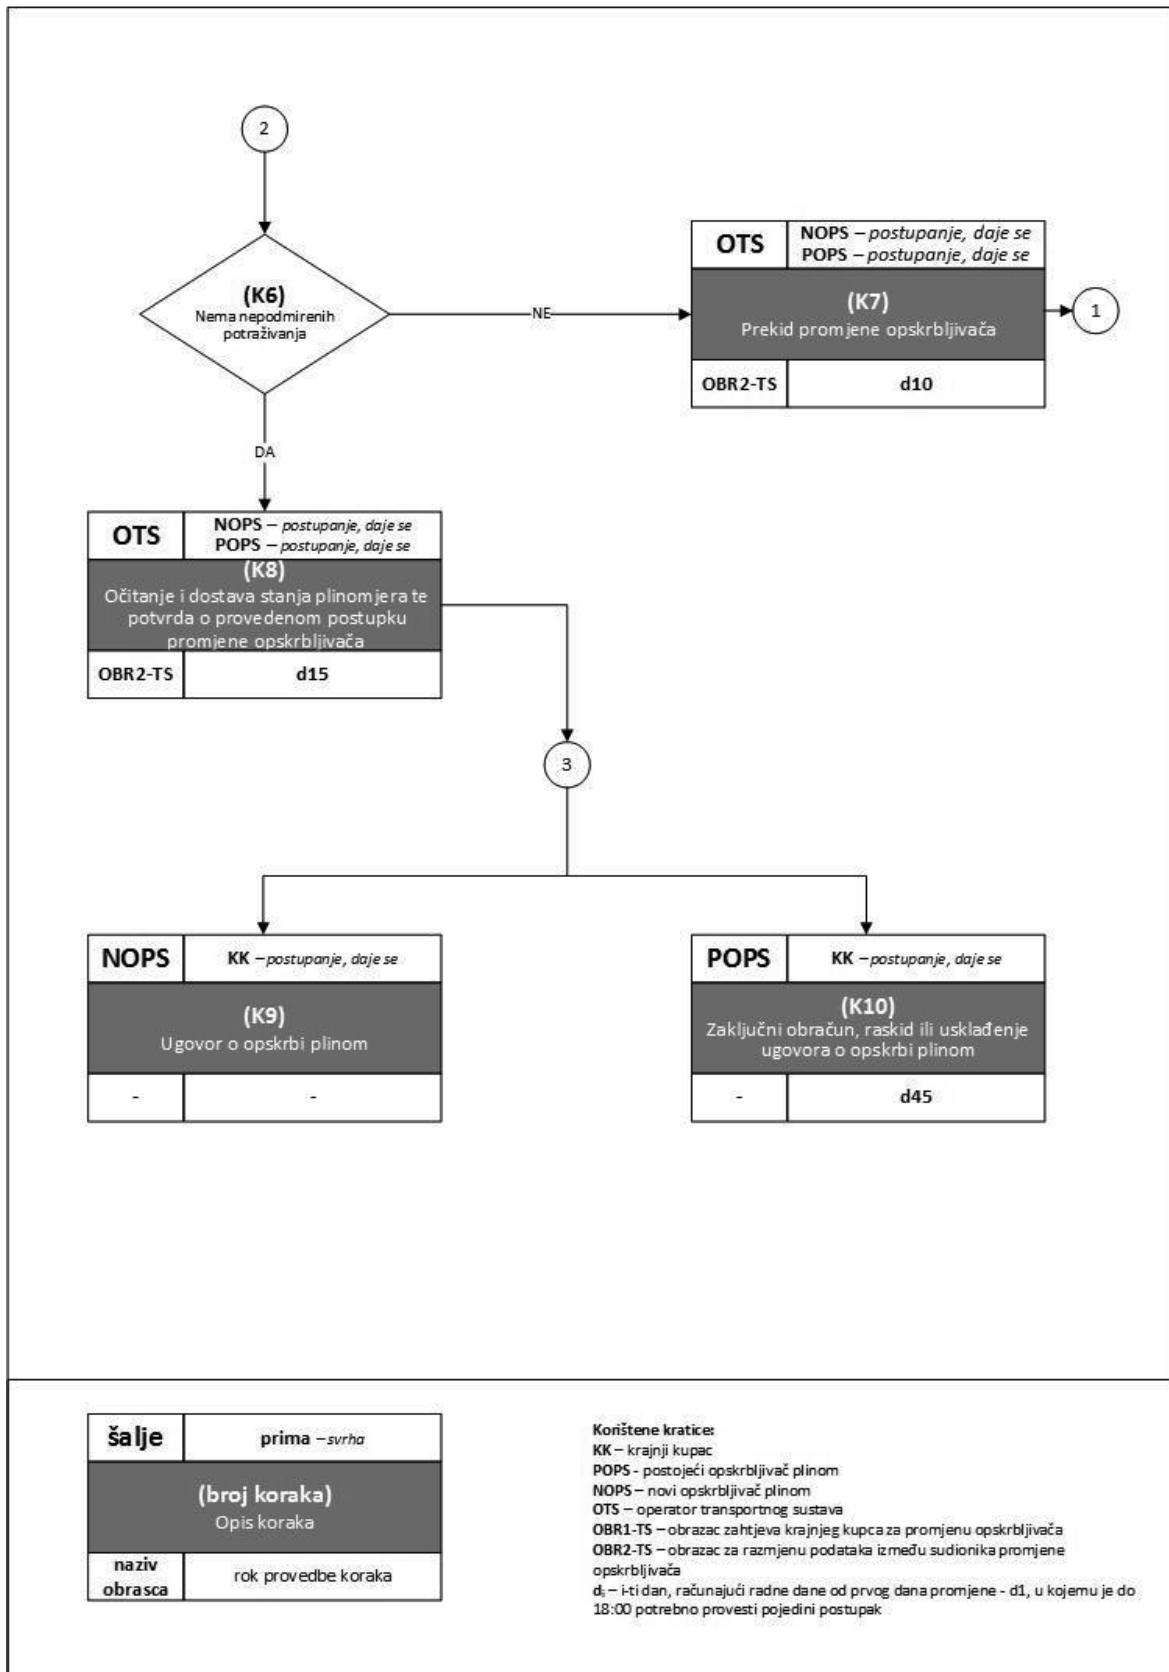 2
(K6)
Nema nepodmirenih
potraživanja
NE
OTS
NOPS – postupanje, daje se
POPS – postupanje, daje se
(K7)
Prekid promjene opskrbljivača
OBR2-TS
d10
1
DA
OTS
NOPS – postupanje, daje se
POPS – postupanje, daje se
(K8)
Očitanje i dostava stanja plinomjera te
potvrda o provedenom postupku
promjene opskrbljivača
OBR2-TS
d15
3
NOPS
KK – postupanje, daje se
(K9)
Ugovor o opskrbi plinom
-
-
POPS
KK – postupanje, daje se
(K10)
Zaključni obračun, raskid ili usklađenje
ugovora o opskrbi plinom
-
d45
šalje
prima – svrha
(broj koraka)
Opis koraka
naziv
obrasca
rok provedbe koraka
Korištene kratice:
KK – krajnji kupac
POPS - postojeći opskrbljivač plinom
NOPS – novi opskrbljivač plinom
OTS – operator transportnog sustava
OBR1-TS – obrazac zahtjeva krajnjeg kupca za promjenu opskrbljivača
OBR2-TS – obrazac za razmjenu podataka između sudionika promjene
opskrbljivača
di – i-ti dan, računajući radne dane od prvog dana promjene - d1, u kojemu je do
18:00 potrebno provesti pojedini postupak